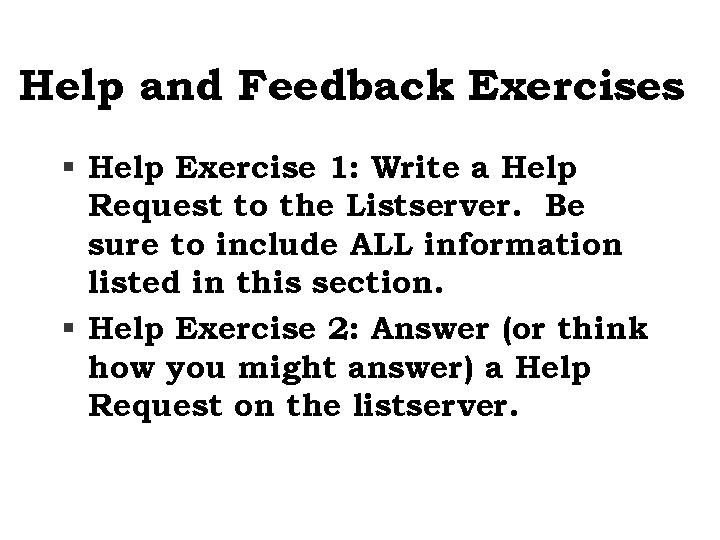 Help and Feedback Exercises
▪ Help Exercise 1: Write a Help
Request to the Listserver.  Be
sure to include ALL information
listed in this section.
▪ Help Exercise 2: Answer (or think
how you might answer) a Help
Request on the listserver.